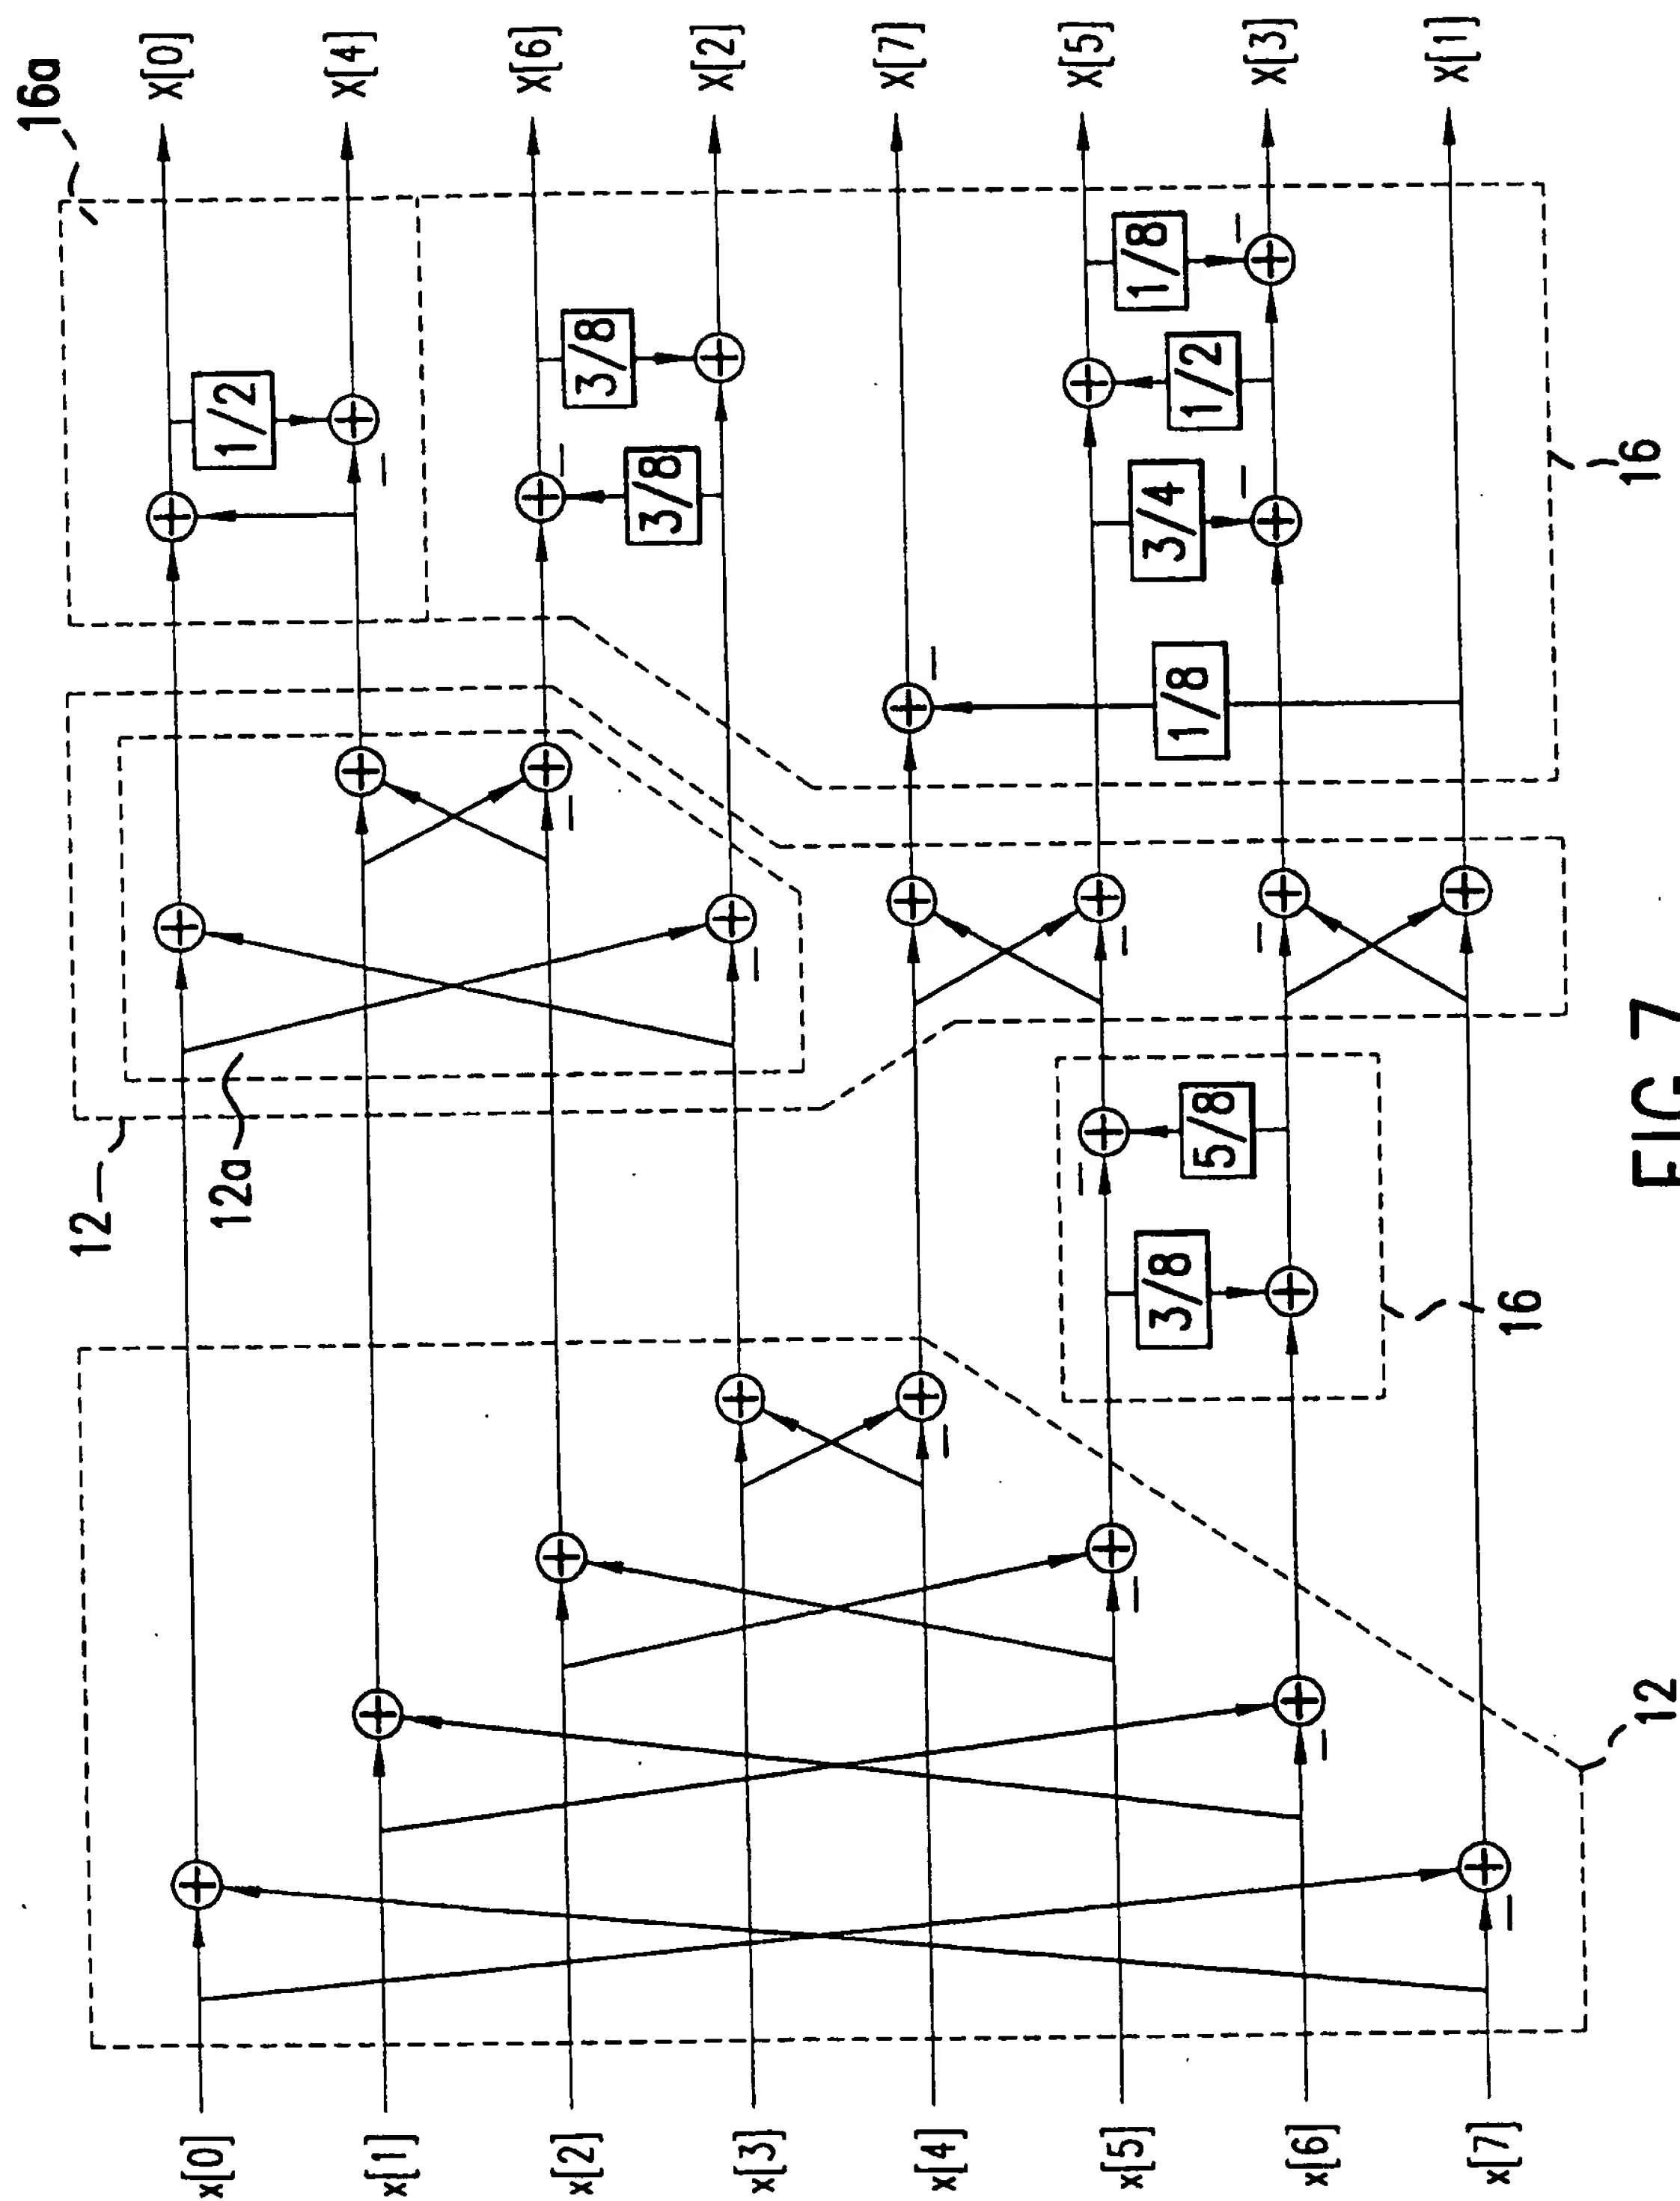 16a
12
x[0]
X[0]
12a
1/2
x[1]
X[4]
x[2]
X[6]
3/8
3/8
x[3]
X[2]
x[4]
X[7]
x[5]
X[5]
3/8
5/8
1/8
3/4
1/2
1/8
x[6]
X[3]
x[7]
X[1]
16
16
12
FIG.7